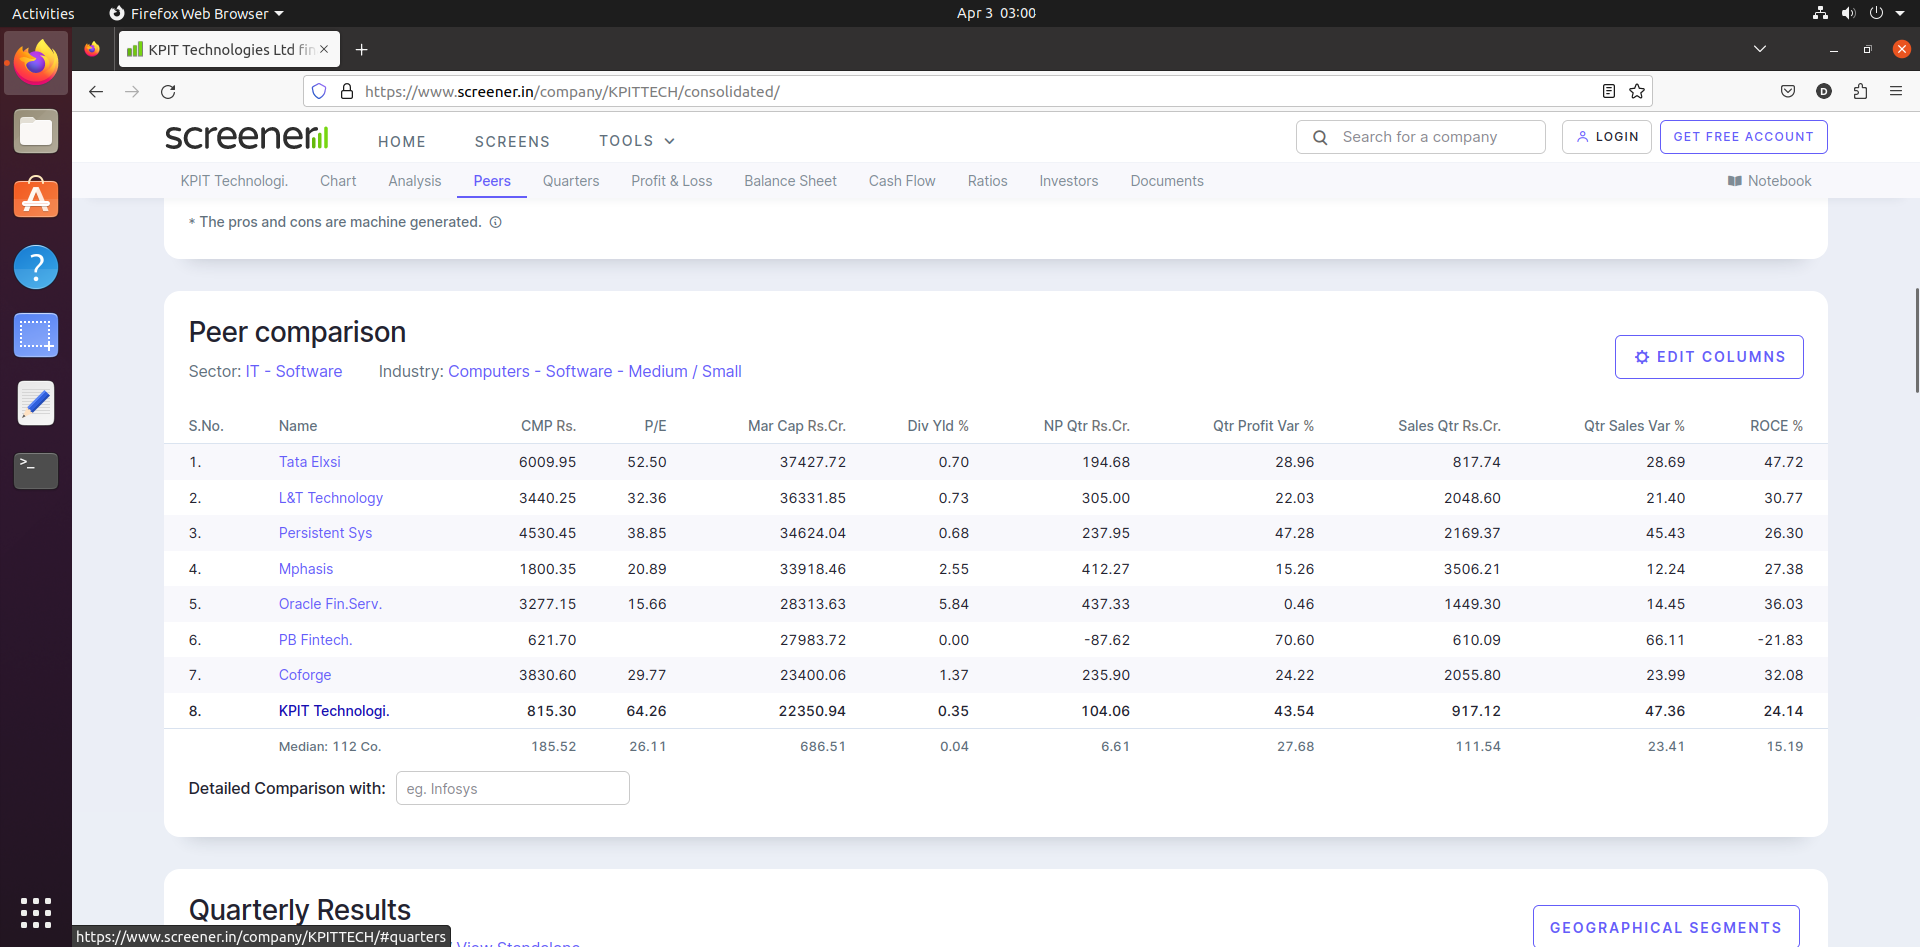 Activities Firefox Web Browser Apr 3 03:00
KPIT Technologies Ltd fin
https://www.screener.in/company/KPITTECH/consolidated/
screener HOME SCREENS TOOLS Search for a company LOGIN GET FREE ACCOUNT
KPIT Technologi. Chart Analysis Peers Quarters Profit & Loss Balance Sheet Cash Flow Ratios Investors Documents Notebook
* The pros and cons are machine generated.
Peer comparison
EDIT COLUMNS
Sector: IT - Software Industry: Computers - Software - Medium / Small
S.No. Name CMP Rs. P/E Mar Cap Rs.Cr. Div Yld % NP Qtr Rs.Cr. Qtr Profit Var % Sales Qtr Rs.Cr. Qtr Sales Var % ROCE %
1. Tata Elxsi 6009.95 52.50 37427.72 0.70 194.68 28.96 817.74 28.69 47.72
2. L&T Technology 3440.25 32.36 36331.85 0.73 305.00 22.03 2048.60 21.40 30.77
3. Persistent Sys 4530.45 38.85 34624.04 0.68 237.95 47.28 2169.37 45.43 26.30
4. Mphasis 1800.35 20.89 33918.46 2.55 412.27 15.26 3506.21 12.24 27.38
5. Oracle Fin.Serv. 3277.15 15.66 28313.63 5.84 437.33 0.46 1449.30 14.45 36.03
6. PB Fintech. 621.70 27983.72 0.00 -87.62 70.60 610.09 66.11 -21.83
7. Coforge 3830.60 29.77 23400.06 1.37 235.90 24.22 2055.80 23.99 32.08
8. KPIT Technologi. 815.30 64.26 22350.94 0.35 104.06 43.54 917.12 47.36 24.14
Median: 112 Co. 185.52 26.11 686.51 0.04 6.61 27.68 111.54 23.41 15.19
Detailed Comparison with: eg. Infosys
Quarterly Results
GEOGRAPHICAL SEGMENTS
https://www.screener.in/company/KPITTECH/#quarters View Standalone